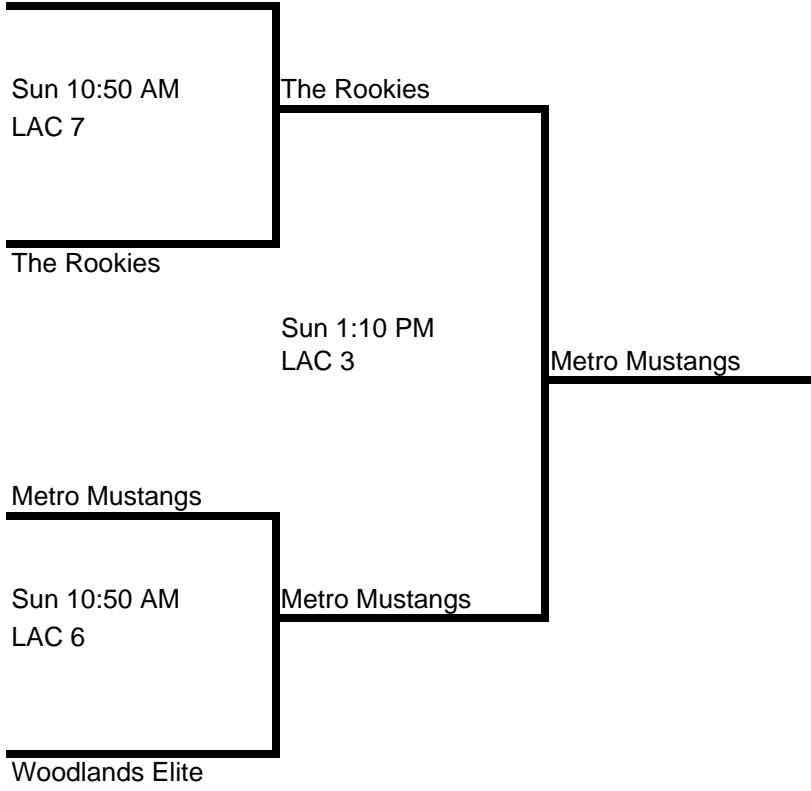 Sun 10:50 AM
LAC 7
The Rookies
The Rookies
Sun 1:10 PM
LAC 3
Metro Mustangs
Metro Mustangs
Sun 10:50 AM
LAC 6
Metro Mustangs
Woodlands Elite